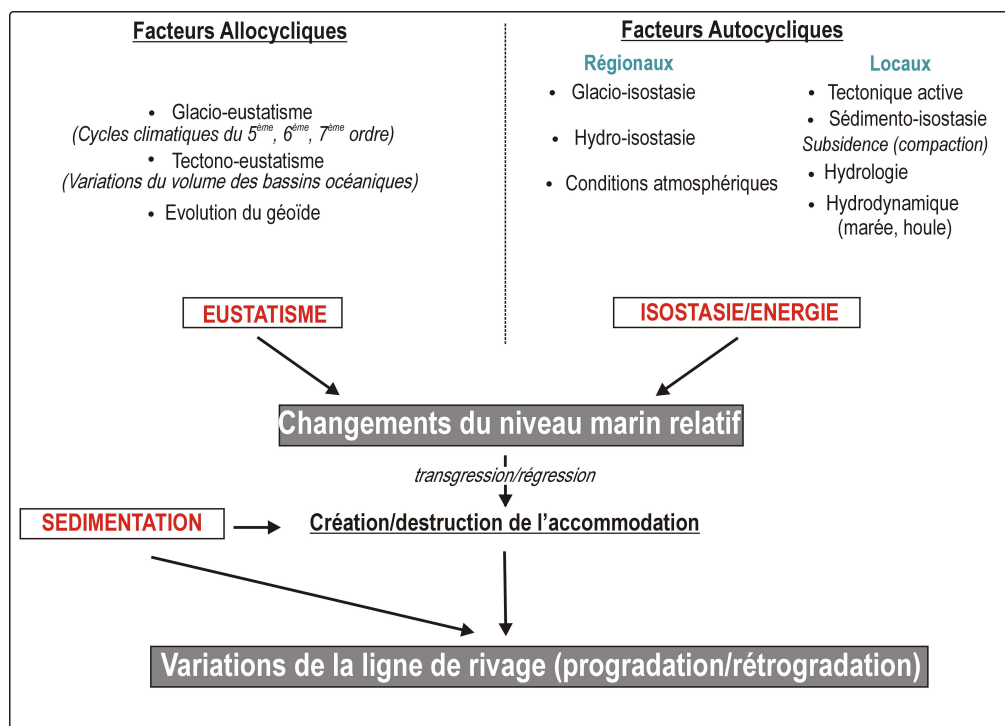 Facteurs Allocycliques
• Glacio-eustatisme
(Cycles climatiques du 5ème, 6ème, 7ème ordre)
• Tectono-eustatisme
(Variations du volume des bassins océaniques)
• Evolution du géoïde
EUSTATISME
Facteurs Autocycliques
Régionaux
• Glacio-isostasie
• Hydro-isostasie
• Conditions atmosphériques
Locaux
• Tectonique active
• Sédimento-isostasie
Subsidence (compaction)
• Hydrologie
• Hydrodynamique
(marée, houle)
ISOSTASIE/ENERGIE
Changements du niveau marin relatif
transgression/régression
SEDIMENTATION
Création/destruction de l'accommodation
Variations de la ligne de rivage (progradation/rétrogradation)